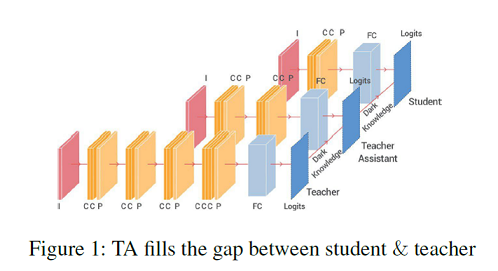 I CC P FC Logits
Student
I CC P CC P FC Logits
Dark Knowledge
Teacher Assistant
Dark Knowledge
Teacher
I CC P CC P CC P CCC P FC Logits
Figure 1: TA fills the gap between student & teacher